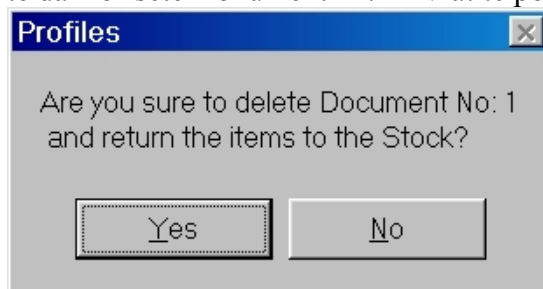 Profiles
Are you sure to delete Document No: 1
and return the items to the Stock?
Yes
No